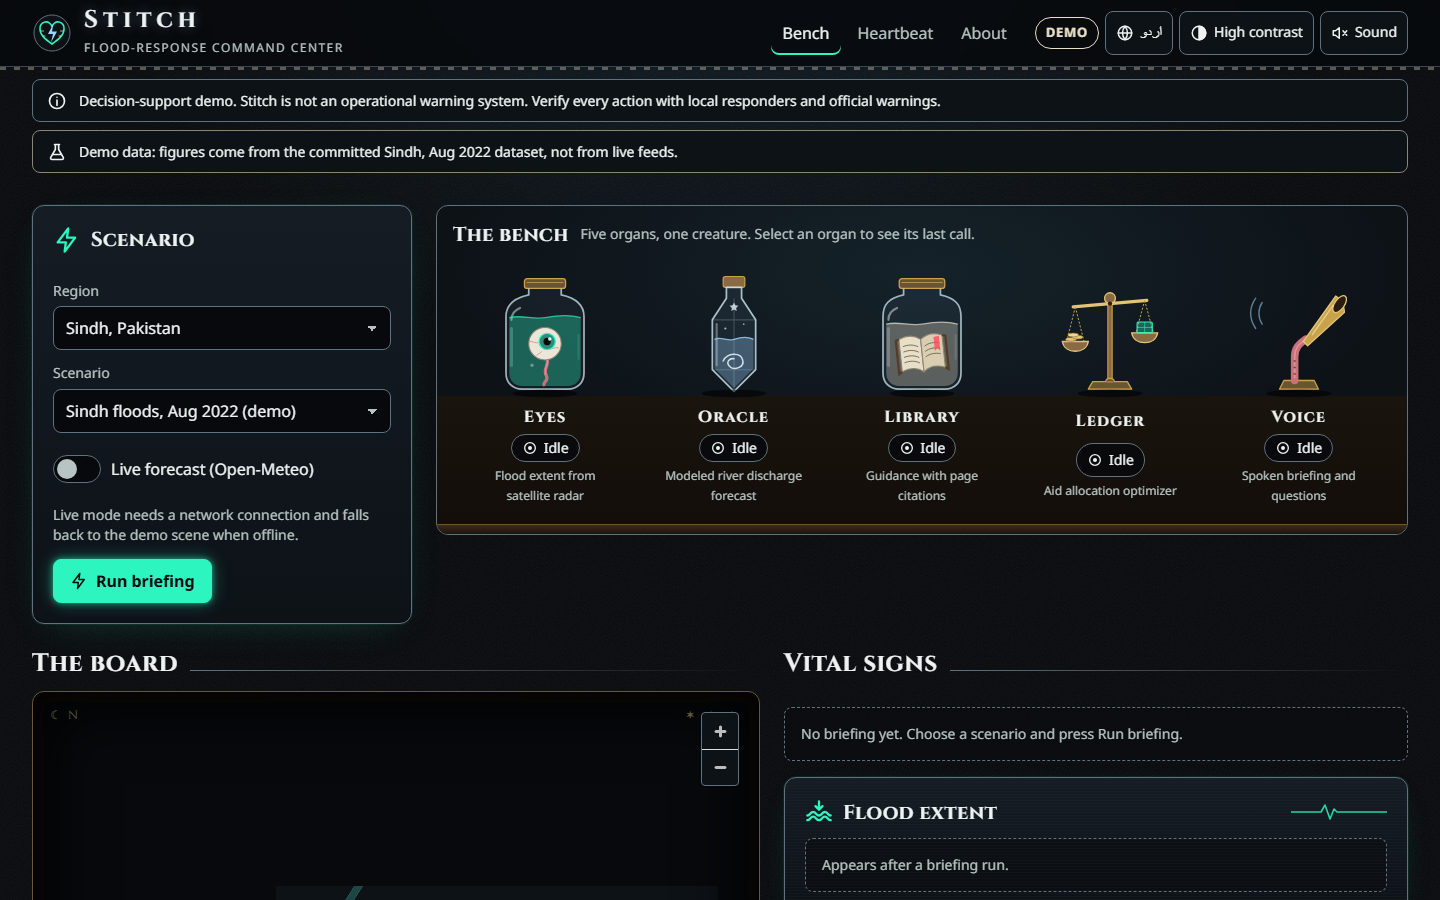 Stitch
FLOOD-RESPONSE COMMAND CENTER
Bench
Heartbeat
About
DEMO
اردو
High contrast
Sound
Decision-support demo. Stitch is not an operational warning system. Verify every action with local responders and official warnings.
Demo data: figures come from the committed Sindh, Aug 2022 dataset, not from live feeds.
Scenario
Region
Sindh, Pakistan
Scenario
Sindh floods, Aug 2022 (demo)
Live forecast (Open-Meteo)
Live mode needs a network connection and falls
back to the demo scene when offline.
Run briefing
The bench
Five organs, one creature. Select an organ to see its last call.
Eyes
Idle
Flood extent from
satellite radar
Oracle
Idle
Modeled river discharge
forecast
Library
Idle
Guidance with page
citations
Ledger
Idle
Aid allocation optimizer
Voice
Idle
Spoken briefing and
questions
The board
☾ N
✶
+
−
Vital signs
No briefing yet. Choose a scenario and press Run briefing.
Flood extent
Appears after a briefing run.